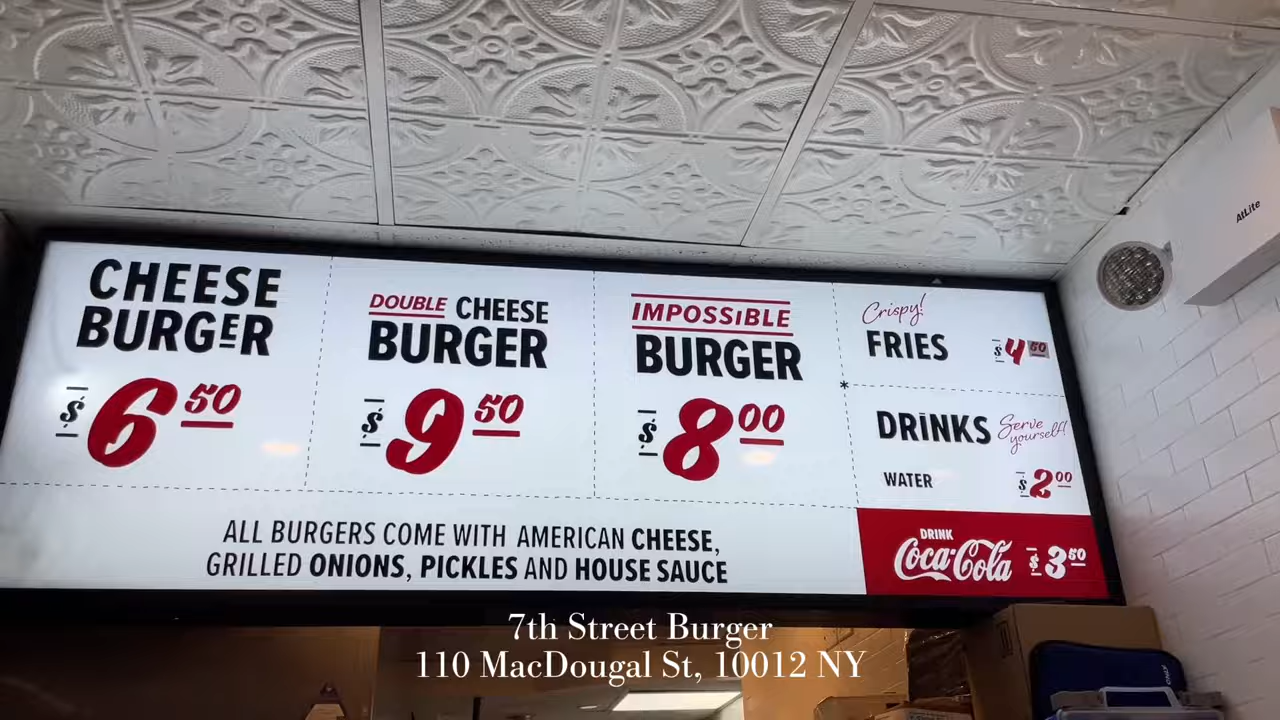 AtLite
CHEESE
BURGER
$6 50
DOUBLE CHEESE
BURGER
$9 50
IMPOSSIBLE
BURGER
$8 00
Crispy!
FRIES $4 50
*
DRINKS Serve yourself!
WATER $2 00
DRINK
Coca-Cola $3 50
ALL BURGERS COME WITH AMERICAN CHEESE,
GRILLED ONIONS, PICKLES AND HOUSE SAUCE
7th Street Burger
110 MacDougal St, 10012 NY